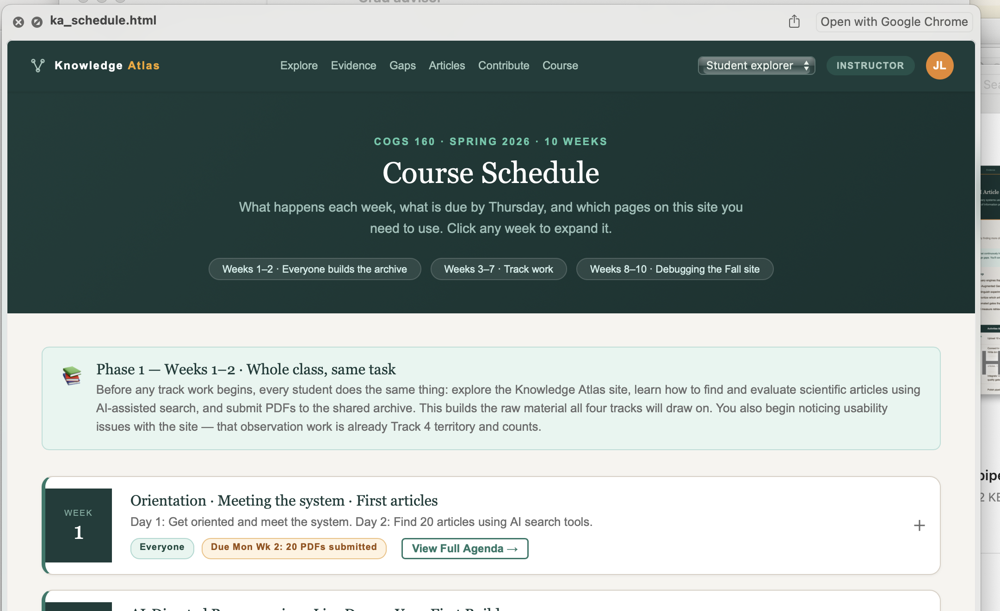 Grad advisor
ka_schedule.html
Open with Google Chrome
Knowledge Atlas
Explore
Evidence
Gaps
Articles
Contribute
Course
Student explorer
INSTRUCTOR
JL
COGS 160 · SPRING 2026 · 10 WEEKS
Course Schedule
What happens each week, what is due by Thursday, and which pages on this site you
need to use. Click any week to expand it.
Weeks 1–2 · Everyone builds the archive
Weeks 3–7 · Track work
Weeks 8–10 · Debugging the Fall site
Phase 1 — Weeks 1–2 · Whole class, same task
Before any track work begins, every student does the same thing: explore the Knowledge Atlas site, learn how to find and evaluate scientific articles using
AI-assisted search, and submit PDFs to the shared archive. This builds the raw material all four tracks will draw on. You also begin noticing usability
issues with the site — that observation work is already Track 4 territory and counts.
WEEK
1
Orientation · Meeting the system · First articles
Day 1: Get oriented and meet the system. Day 2: Find 20 articles using AI search tools.
+
Everyone
Due Mon Wk 2: 20 PDFs submitted
View Full Agenda →